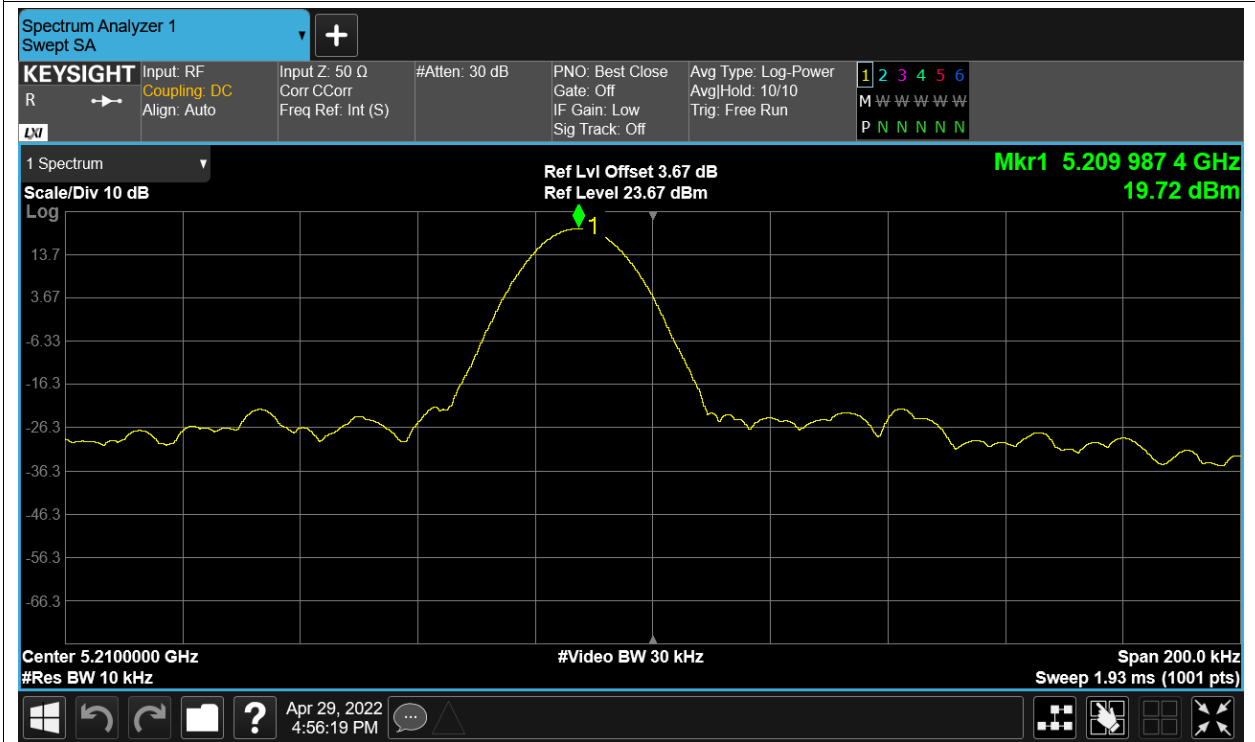 Spectrum Analyzer 1
Swept SA
+
KEYSIGHT
R
LXI
Input: RF
Coupling: DC
Align: Auto
Input Z: 50 Ω
Corr CCorr
Freq Ref: Int (S)
#Atten: 30 dB
PNO: Best Close
Gate: Off
IF Gain: Low
Sig Track: Off
Avg Type: Log-Power
Avg|Hold: 10/10
Trig: Free Run
1 2 3 4 5 6
M W W W W W
P N N N N N
1 Spectrum
Scale/Div 10 dB
Log
Ref Lvl Offset 3.67 dB
Ref Level 23.67 dBm
Mkr1 5.209 987 4 GHz
19.72 dBm
1
13.7
3.67
-6.33
-16.3
-26.3
-36.3
-46.3
-56.3
-66.3
Center 5.2100000 GHz
#Res BW 10 kHz
#Video BW 30 kHz
Span 200.0 kHz
Sweep 1.93 ms (1001 pts)
?
Apr 29, 2022
4:56:19 PM